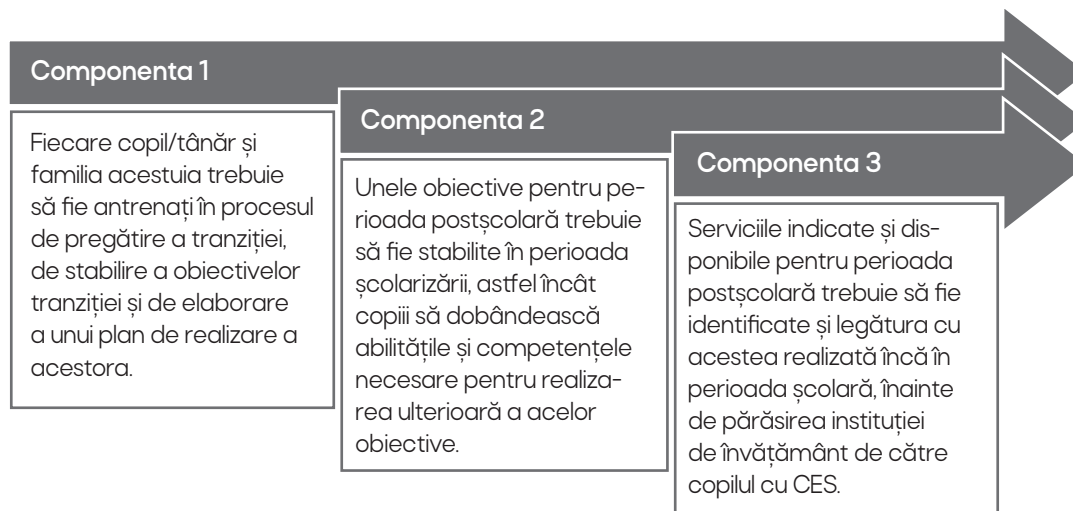 Componenta 1
Fiecare copil/tânăr și
familia acestuia trebuie
să fie antrenați în procesul
de pregătire a tranziției,
de stabilire a obiectivelor
tranziției și de elaborare
a unui plan de realizare a
acestora.
Componenta 2
Unele obiective pentru pe-
rioada postșcolară trebuie
să fie stabilite în perioada
școlarizării, astfel încât
copiii să dobândească
abilitățile și competențele
necesare pentru realiza-
rea ulterioară a acelor
obiective.
Componenta 3
Serviciile indicate și dis-
ponibile pentru perioada
postșcolară trebuie să fie
identificate și legătura cu
acestea realizată încă în
perioada școlară, înainte
de părăsirea instituției
de învățământ de către
copilul cu CES.